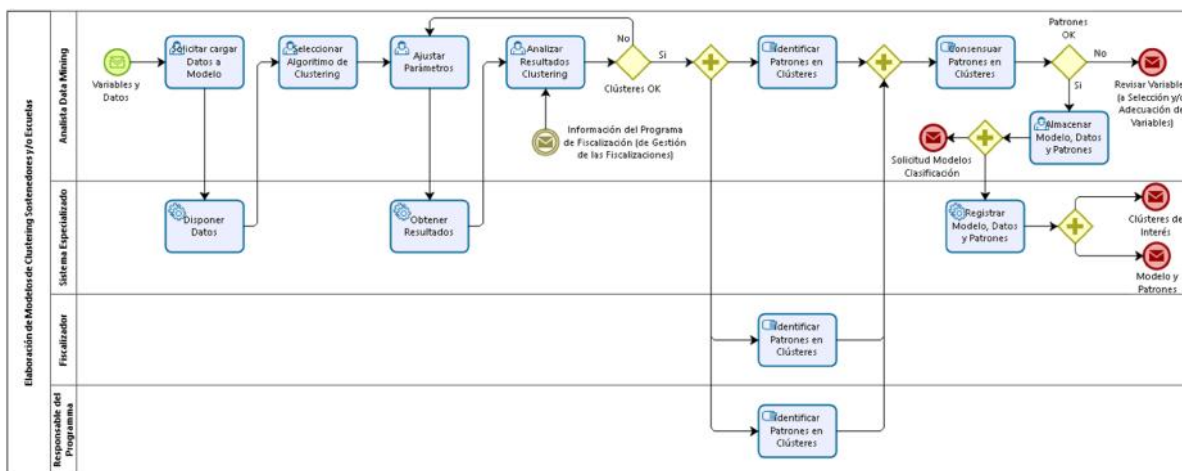 Elaboración de Modelos de Clustering Sostenedores y/o Escuelas
Analista Data Mining
Variables y
Datos
Solicitar cargar
Datos a
Modelo
Seleccionar
Algoritimo de
Clustering
Ajustar
Parámetros
Analizar
Resultados
Clustering
No
Si
Clústeres OK
Información del Programa
de Fiscalización (de Gestión
de las Fiscalizaciones)
Identificar
Patrones en
Clústeres
Consensuar
Patrones en
Clústeres
Patrones
OK
No
Si
Revisar Variables
(a Selección y/o
Adecuación de
Variables)
Almacenar
Modelo, Datos
y Patrones
Solicitud Modelos
Clasificación
Sistema Especializado
Disponer
Datos
Obtener
Resultados
Registrar
Modelo, Datos
y Patrones
Clústeres de
Interés
Modelo y
Patrones
Fiscalizador
Identificar
Patrones en
Clústeres
Responsable del
Programa
Identificar
Patrones en
Clústeres